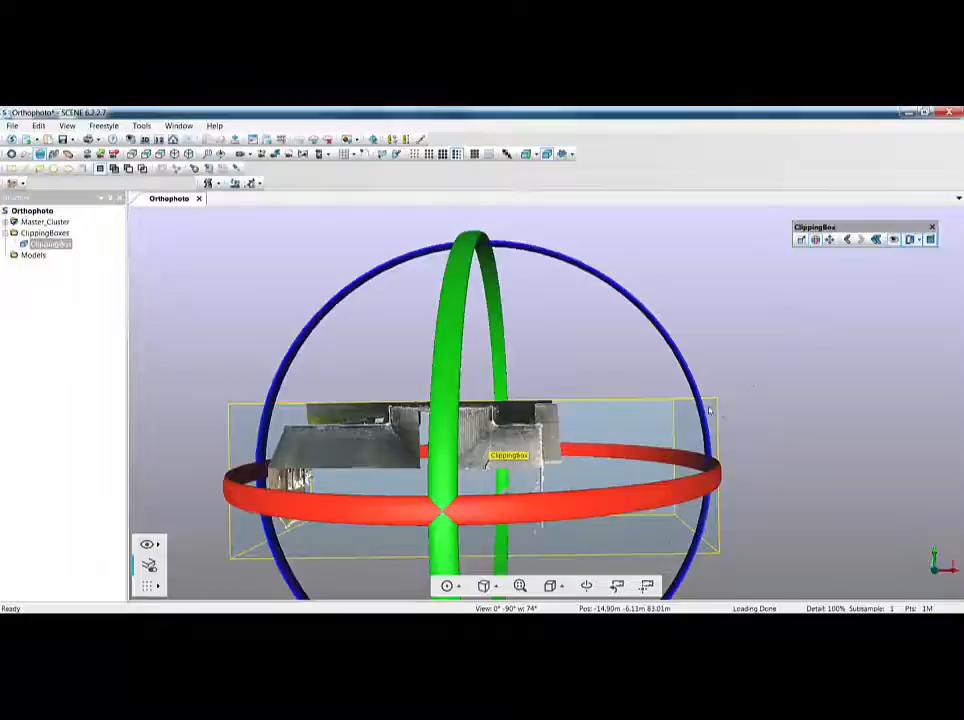 Orthophoto* - SCENE 6.2.2.7
File Edit View Freestyle Tools Window Help
Structure
Orthophoto
Orthophoto
Master_Cluster
ClippingBoxes
ClippingBox
Models
ClippingBox
ClippingBox
Ready
View: 0° -90° w: 74°
Pos: -14.90m -6.11m 83.01m
Loading Done
Detail: 100% Subsample: 1 Pts: 1M